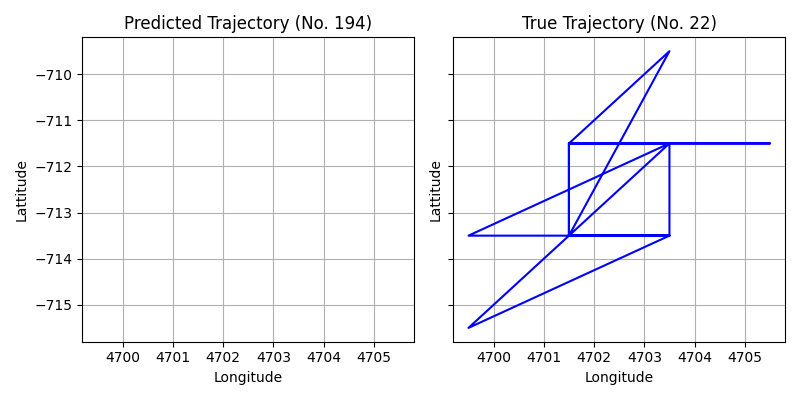 Predicted Trajectory (No. 194)
True Trajectory (No. 22)
−710
−711
−712
−713
−714
−715
Lattitude
Lattitude
4700 4701 4702 4703 4704 4705
4700 4701 4702 4703 4704 4705
Longitude
Longitude